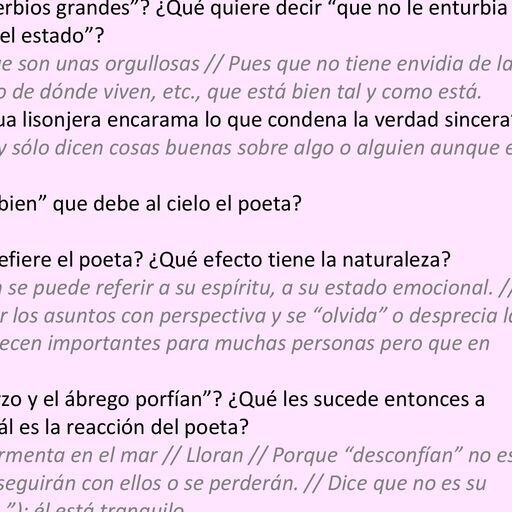 erbios grandes”? ¿Qué quiere decir “que no le enturbia
el estado”?
e son unas orgullosas // Pues que no tiene envidia de la
o de dónde viven, etc., que está bien tal y como está.
ua lisonjera encarama lo que condena la verdad sincera”
y sólo dicen cosas buenas sobre algo o alguien aunque e
bien” que debe al cielo el poeta?
efiere el poeta? ¿Qué efecto tiene la naturaleza?
n se puede referir a su espíritu, a su estado emocional. //
r los asuntos con perspectiva y se “olvida” o desprecia la
ecen importantes para muchas personas pero que en
rzo y el ábrego porfían”? ¿Qué les sucede entonces a
ál es la reacción del poeta?
ormenta en el mar // Lloran // Porque “desconfían” no es
seguirán con ellos o se perderán. // Dice que no es su
”); él está tranquilo